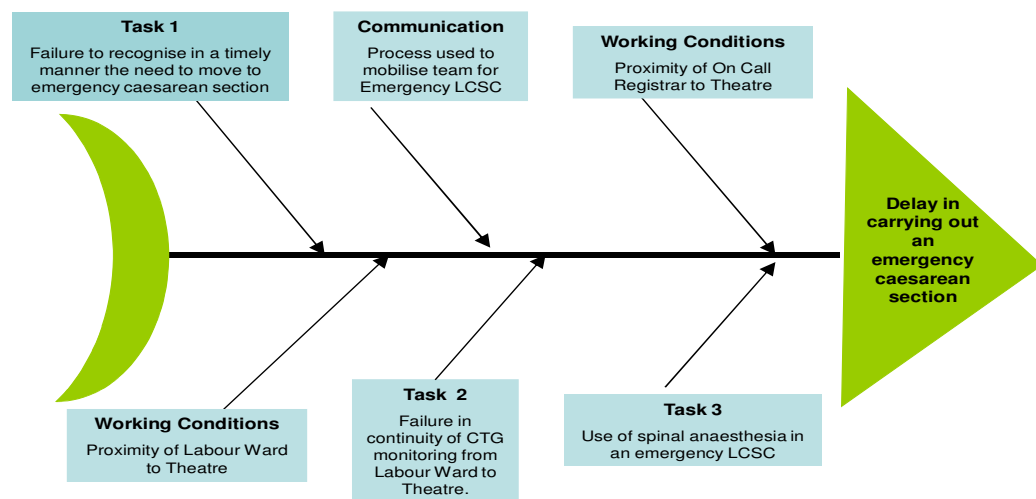 Task 1
Failure to recognise in a timely
manner the need to move to
emergency caesarean section
Communication
Process used to
mobilise team for
Emergency LCSC
Working Conditions
Proximity of On Call
Registrar to Theatre
Delay in
carrying out
an
emergency
caesarean
section
Working Conditions
Proximity of Labour Ward
to Theatre
Task 2
Failure in
continuity of CTG
monitoring from
Labour Ward to
Theatre.
Task 3
Use of spinal anaesthesia in
an emergency LCSC